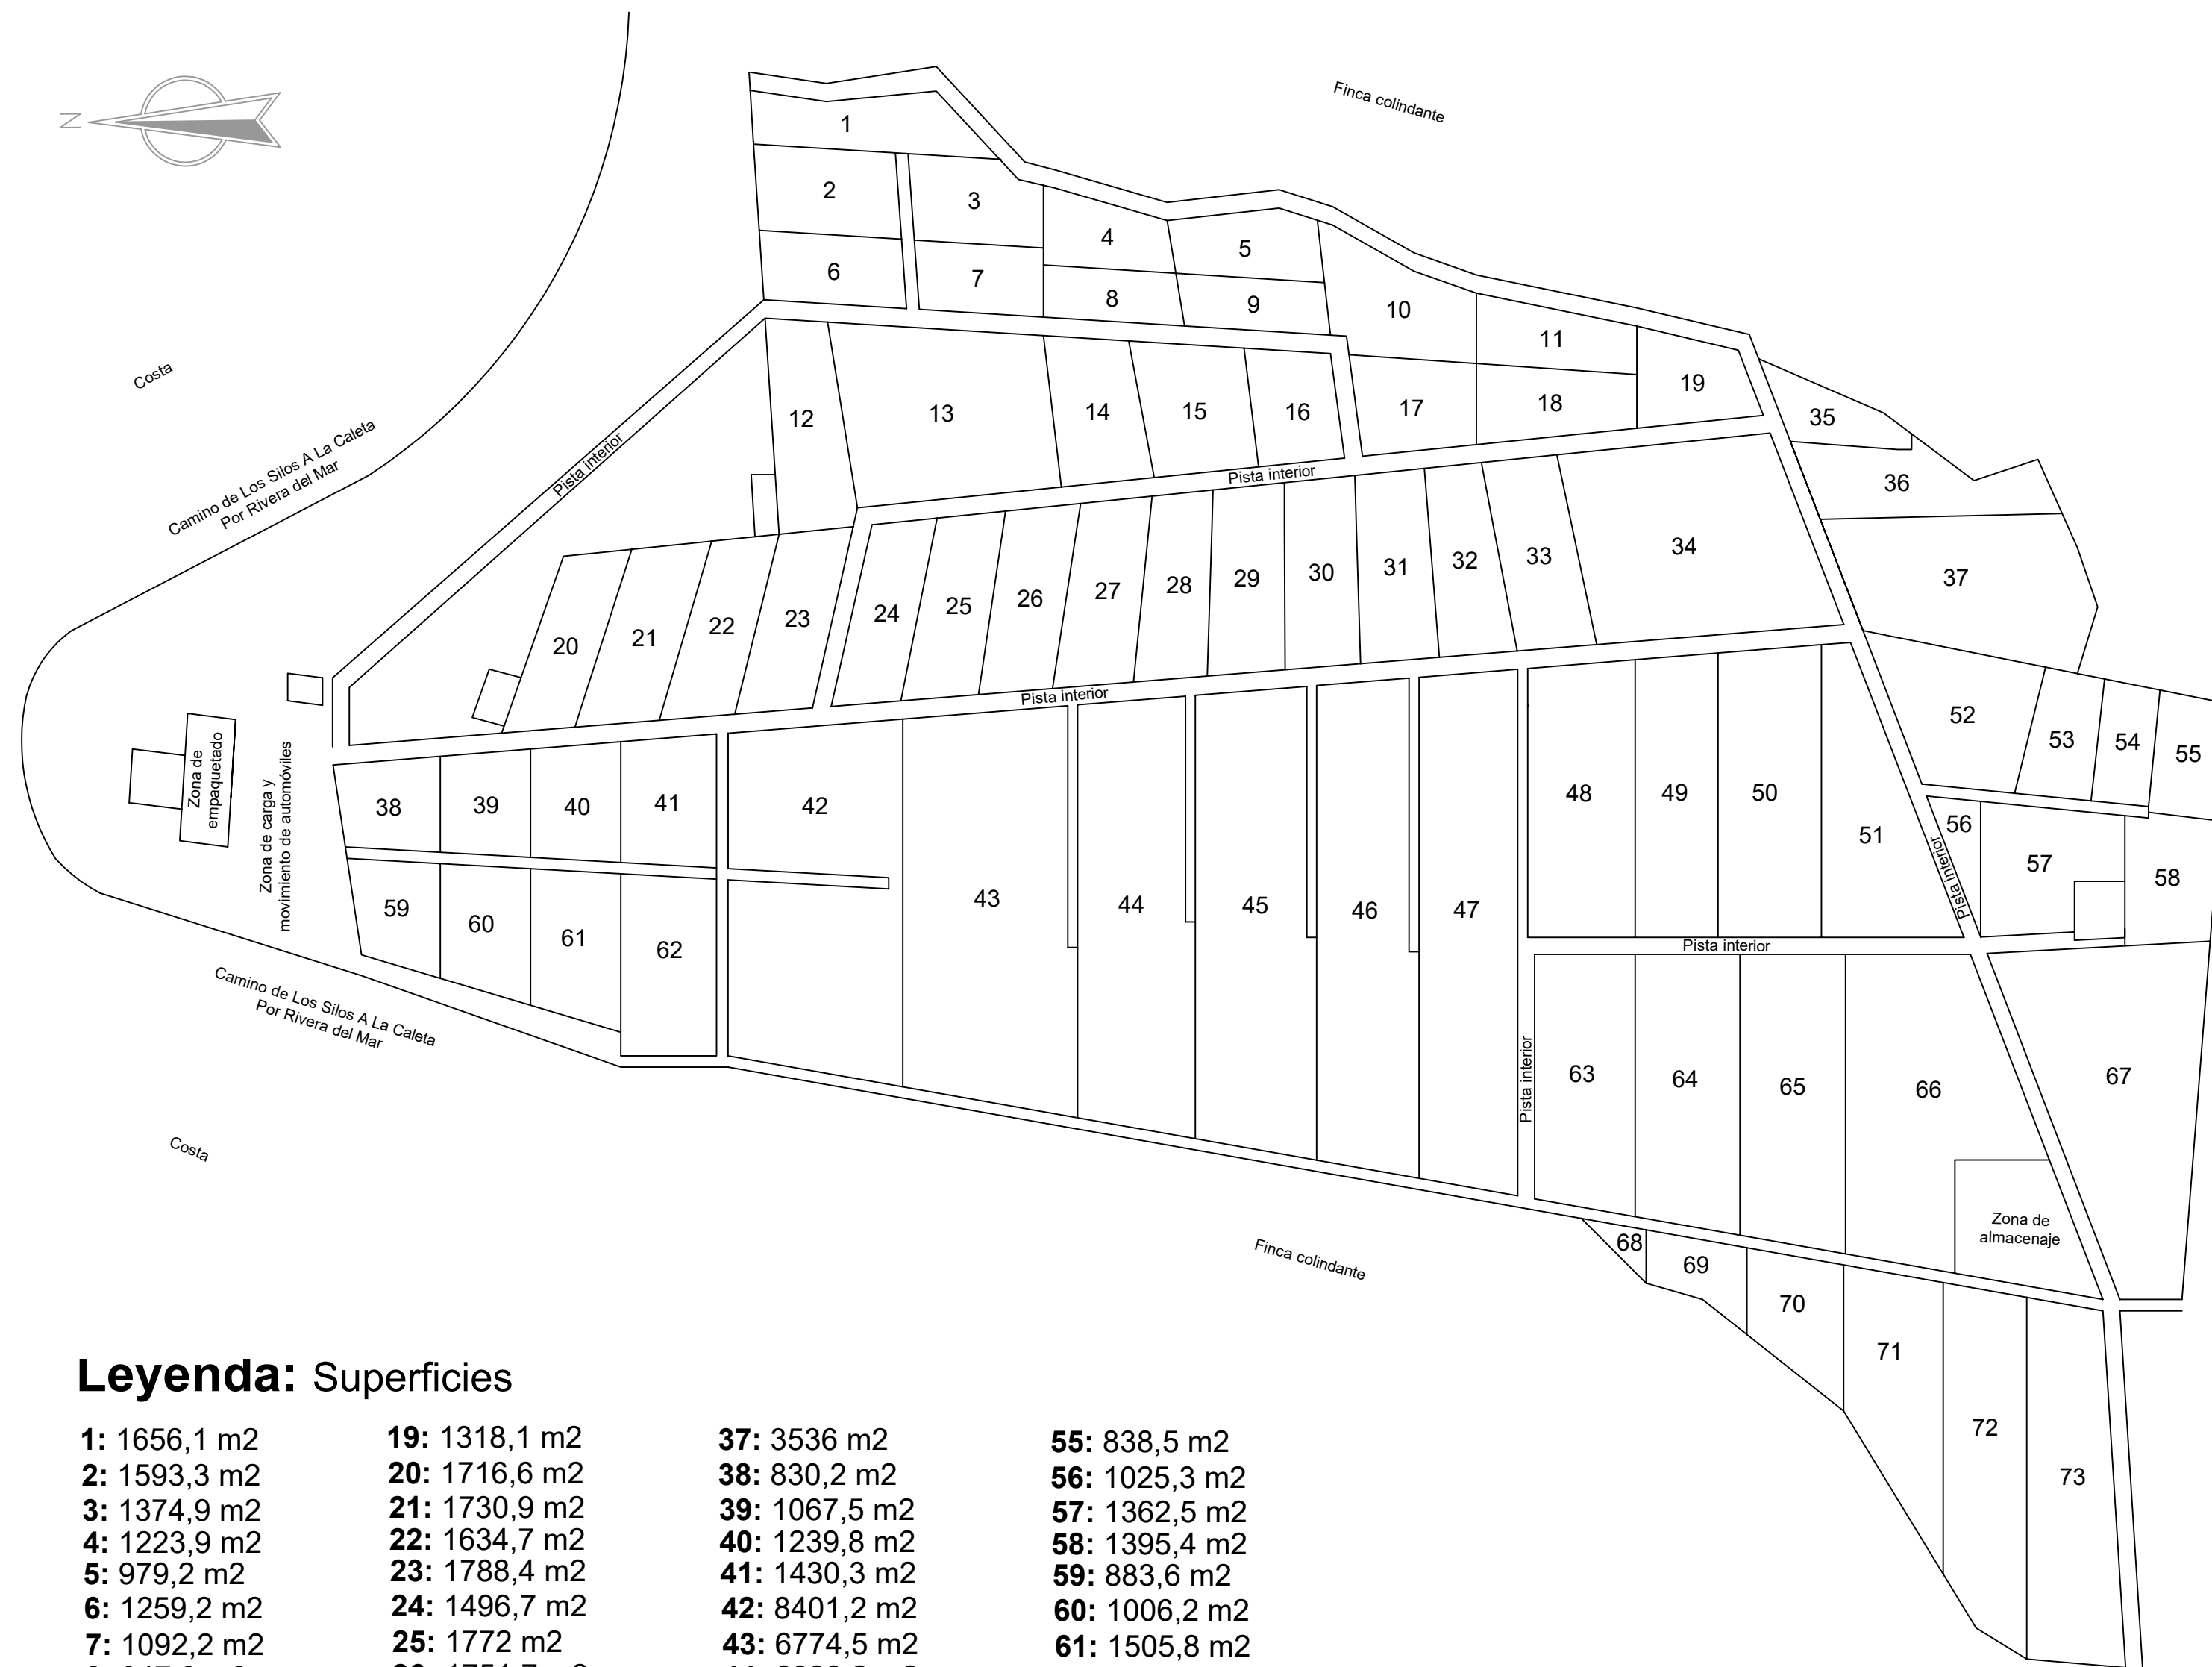 N
Finca colindante
1
2
3
4
5
6
7
8
9
10
11
12
13
14
15
16
17
18
19
35
36
37
Costa
Camino de Los Silos A La Caleta
Por Rivera del Mar
Pista interior
Pista interior
20
21
22
23
24
25
26
27
28
29
30
31
32
33
34
Pista interior
Zona de
empaquetado
Zona de carga y
movimiento de automóviles
38
39
40
41
42
43
44
45
46
47
48
49
50
51
52
53
54
55
56
57
58
Pista interior
59
60
61
62
Pista interior
Camino de Los Silos A La Caleta
Por Rivera del Mar
Pista interior
63
64
65
66
67
Costa
Zona de
almacenaje
Finca colindante
68
69
70
71
72
73
Leyenda: Superficies
1: 1656,1 m2
2: 1593,3 m2
3: 1374,9 m2
4: 1223,9 m2
5: 979,2 m2
6: 1259,2 m2
7: 1092,2 m2
19: 1318,1 m2
20: 1716,6 m2
21: 1730,9 m2
22: 1634,7 m2
23: 1788,4 m2
24: 1496,7 m2
25: 1772 m2
37: 3536 m2
38: 830,2 m2
39: 1067,5 m2
40: 1239,8 m2
41: 1430,3 m2
42: 8401,2 m2
43: 6774,5 m2
55: 838,5 m2
56: 1025,3 m2
57: 1362,5 m2
58: 1395,4 m2
59: 883,6 m2
60: 1006,2 m2
61: 1505,8 m2